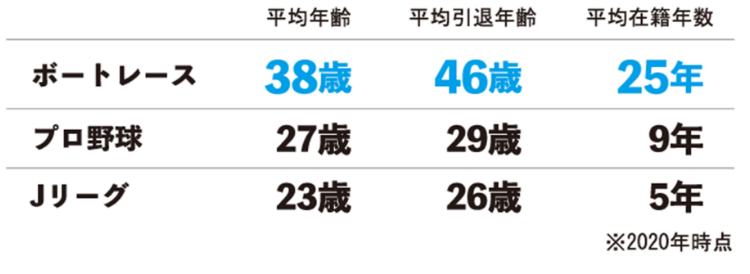 平均年齢 平均引退年齢 平均在籍年数
ボートレース 38歳 46歳 25年
プロ野球 27歳 29歳 9年
Jリーグ 23歳 26歳 5年
※2020年時点